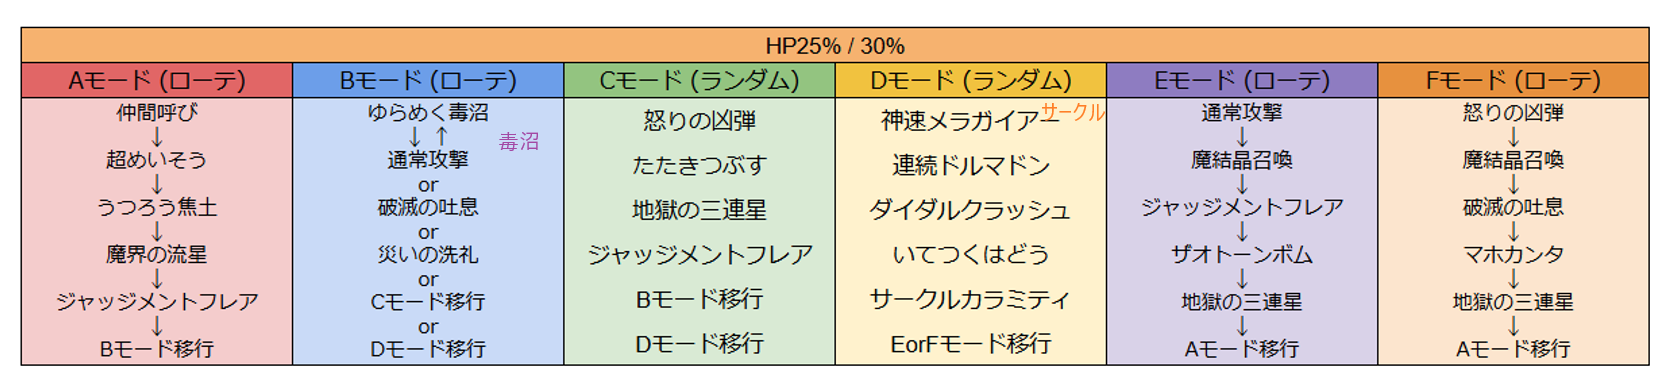 HP25% / 30%
Aモード (ローテ)
仲間呼び
↓
超めいそう
↓
うつろう焦土
↓
魔界の流星
↓
ジャッジメントフレア
↓
Bモード移行
Bモード (ローテ)
ゆらめく毒沼
↓ ↑
毒沼
通常攻撃
or
破滅の吐息
or
災いの洗礼
or
Cモード移行
or
Dモード移行
Cモード (ランダム)
怒りの凶弾
たたきつぶす
地獄の三連星
ジャッジメントフレア
Bモード移行
Dモード移行
Dモード (ランダム)
サークル
神速メラガイアー
連続ドルマドン
ダイダルクラッシュ
いてつくはどう
サークルカラミティ
EorFモード移行
Eモード (ローテ)
通常攻撃
↓
魔結晶召喚
↓
ジャッジメントフレア
↓
ザオトーンボム
↓
地獄の三連星
↓
Aモード移行
Fモード (ローテ)
怒りの凶弾
↓
魔結晶召喚
↓
破滅の吐息
↓
マホカンタ
↓
地獄の三連星
↓
Aモード移行